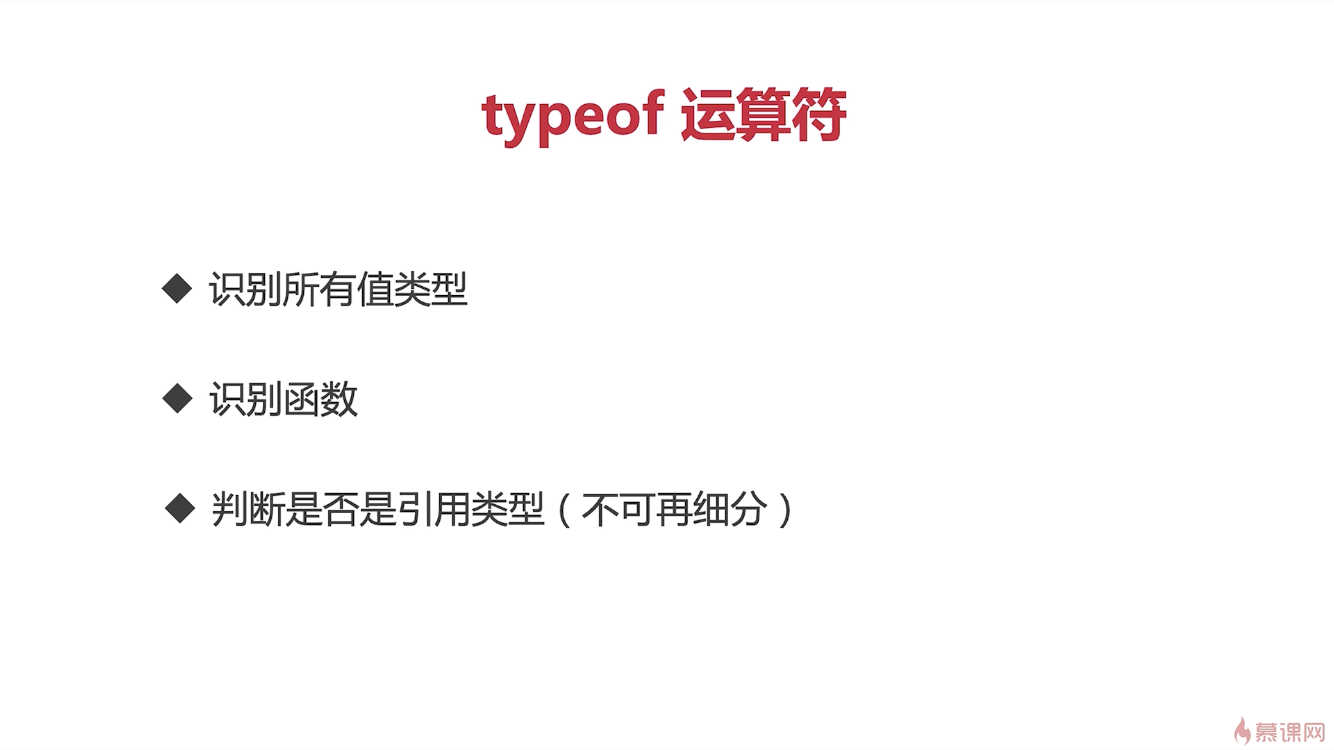 typeof 运算符
◆ 识别所有值类型
◆ 识别函数
◆ 判断是否是引用类型（不可再细分）
慕课网